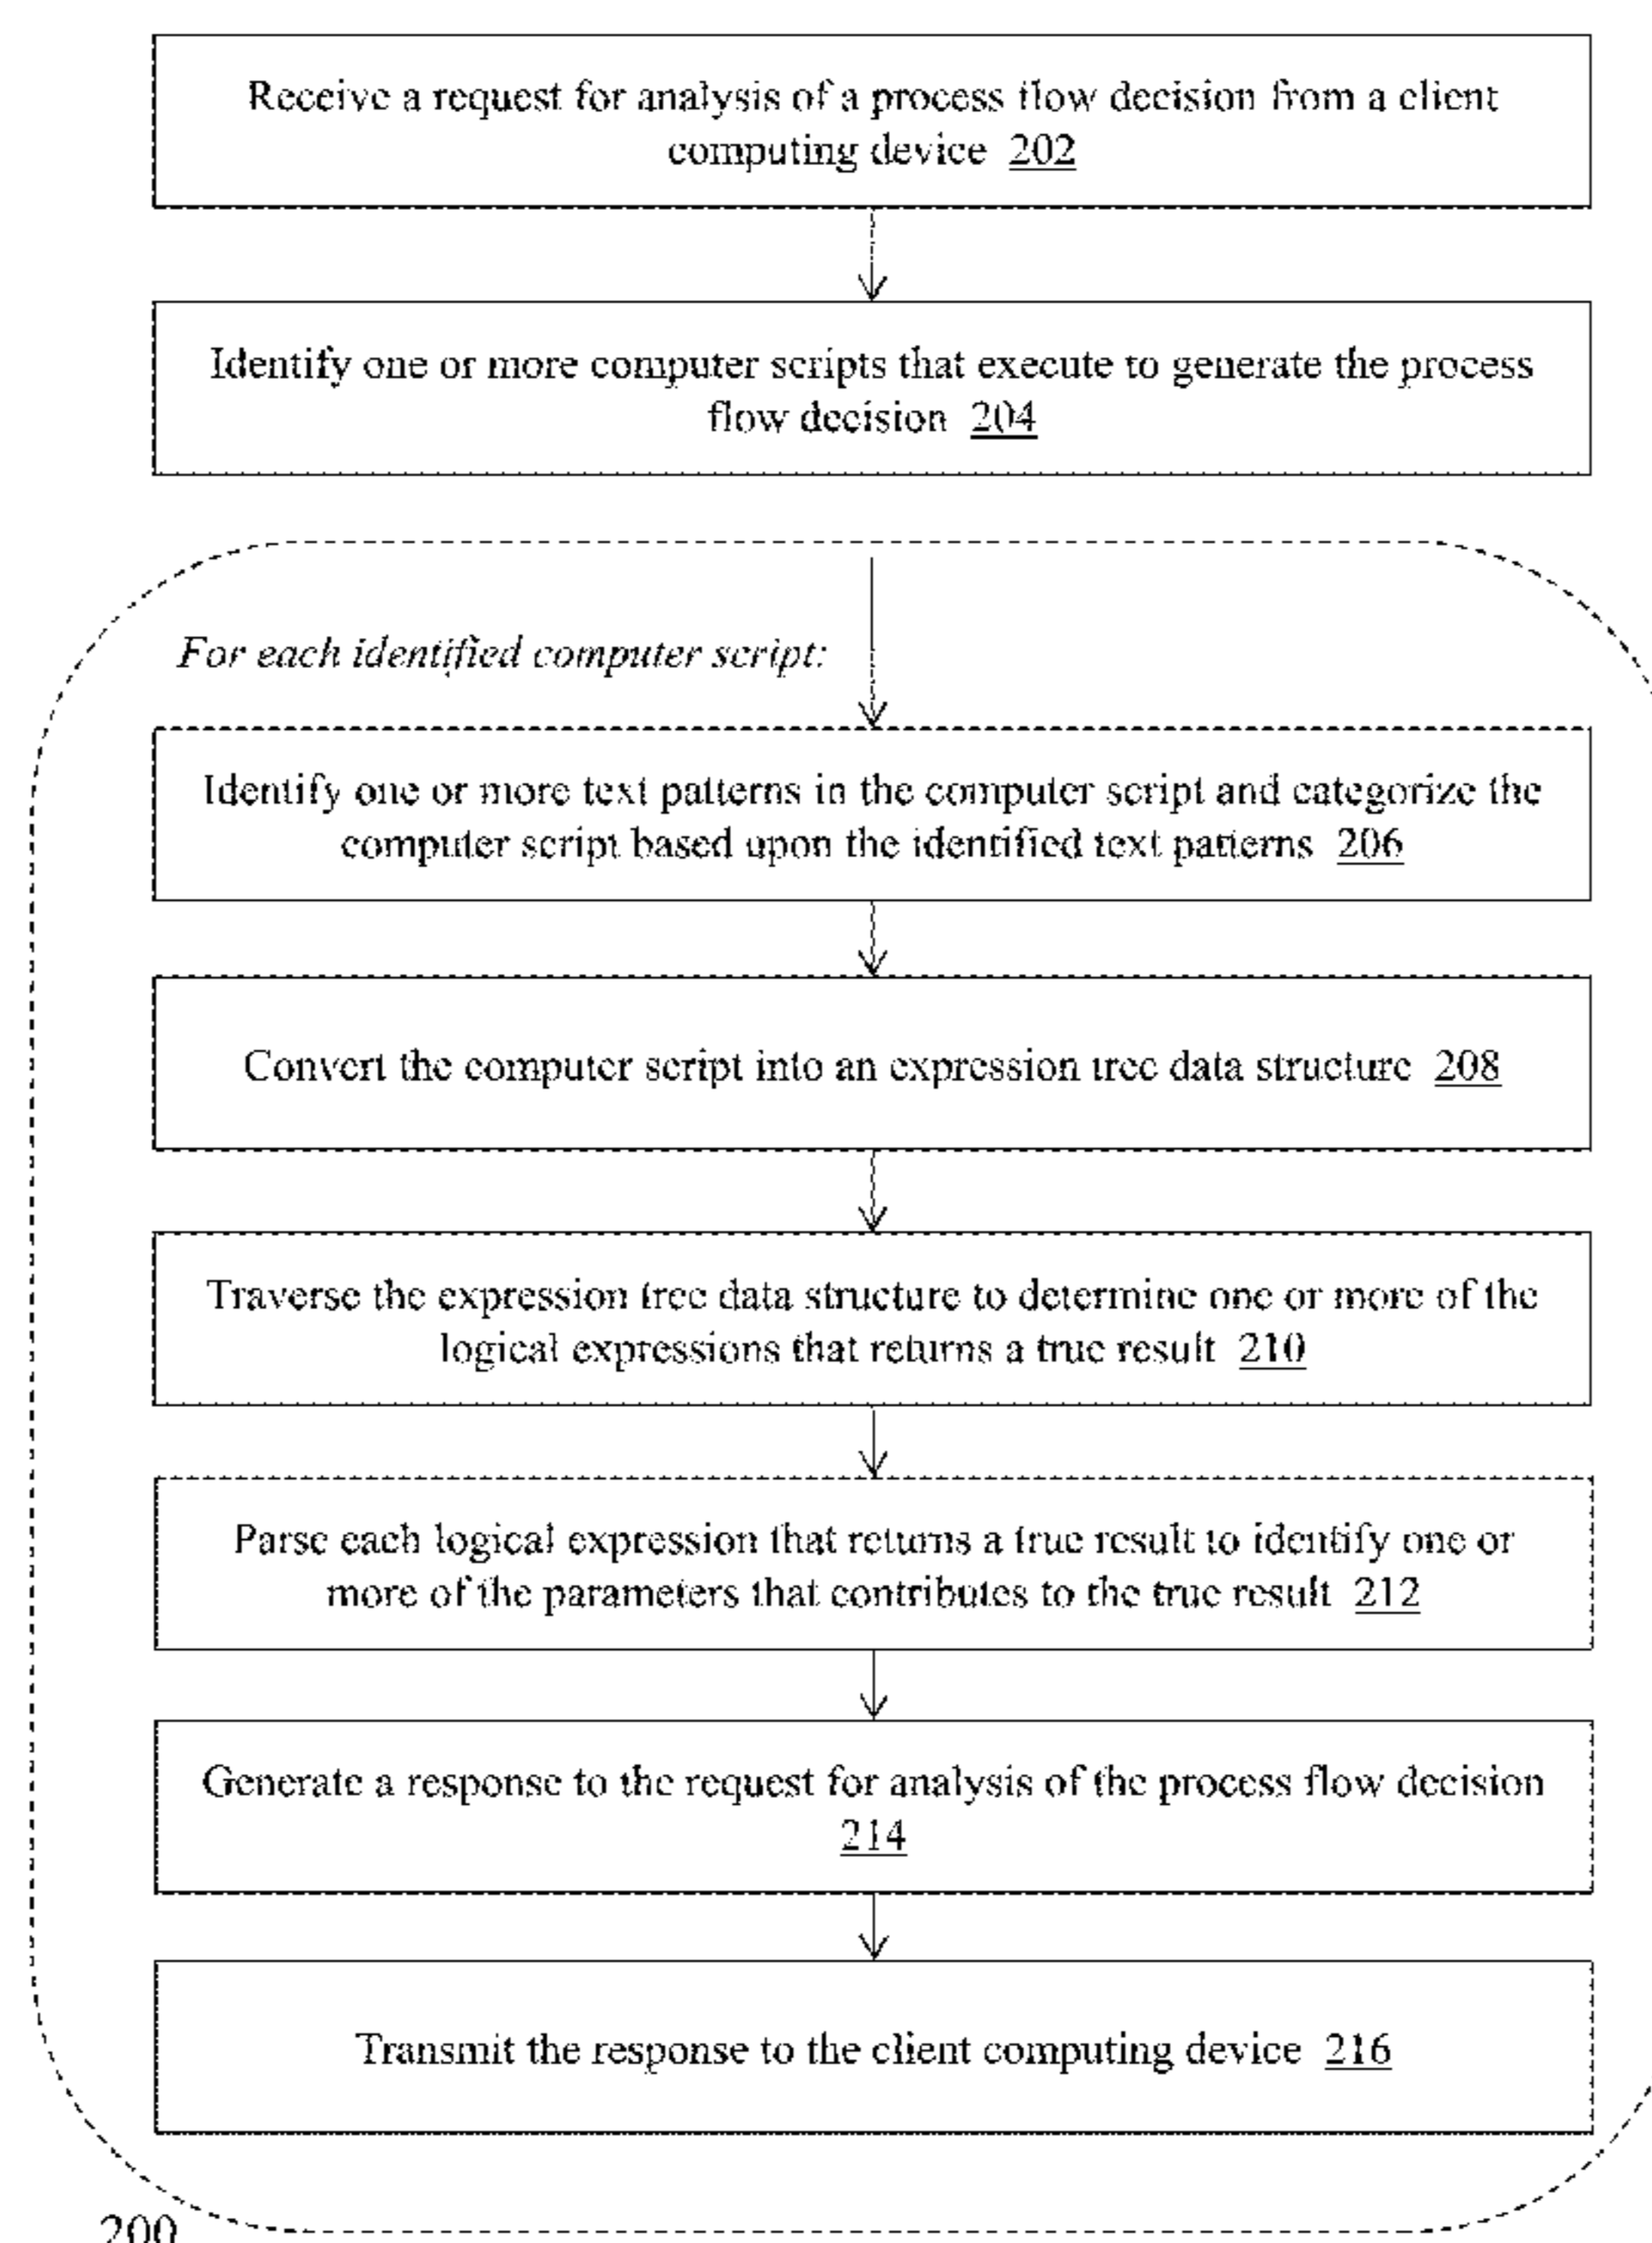 Receive a request for analysis of a process flow decision from a client
computing device 202
Identify one or more computer scripts that execute to generate the process
flow decision 204
For each identified computer script:
Identify one or more text patterns in the computer script and categorize the
computer script based upon the identified text patterns 206
Convert the computer script into an expression tree data structure 208
Traverse the expression tree data structure to determine one or more of the
logical expressions that returns a true result 210
Parse each logical expression that returns a true result to identify one or
more of the parameters that contributes to the true result 212
Generate a response to the request for analysis of the process flow decision
214
Transmit the response to the client computing device 216
200